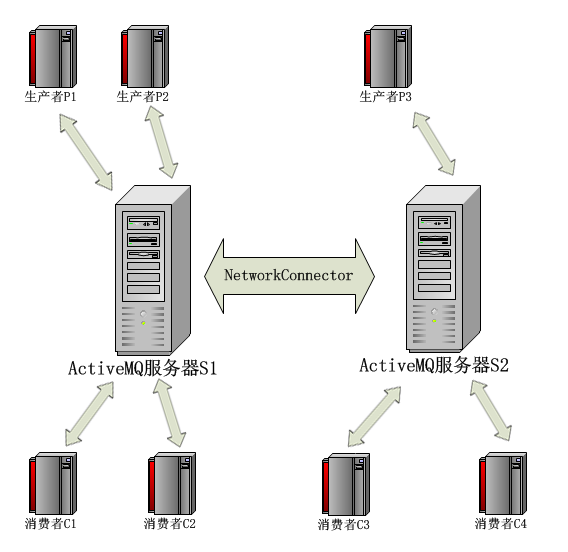 生产者P1
生产者P2
生产者P3
NetworkConnector
ActiveMQ服务器S1
ActiveMQ服务器S2
消费者C1
消费者C2
消费者C3
消费者C4